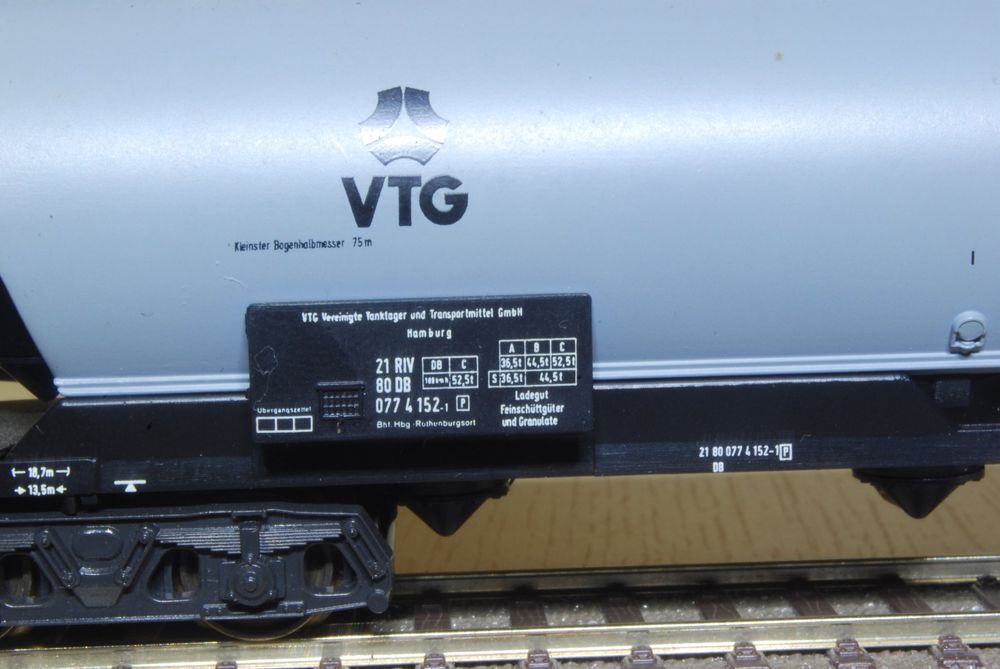 VTG
Kleinster Bogenhalbmesser 75m
VTG Vereinigte Tanklager und Transportmittel GmbH
Hamburg
21 RIV
80 DB
077 4 152-1 P
Bhf. Hbg.-Rothenburgsort
Übergangszettel
DB C
100km/h 52,5t
A B C
36,5t 44,5t 52,5t
S 36,5t 44,5t
Ladegut
Feinschüttgüter
und Granulate
21 80 077 4 152-1 P
DB
18,7m
13,5m